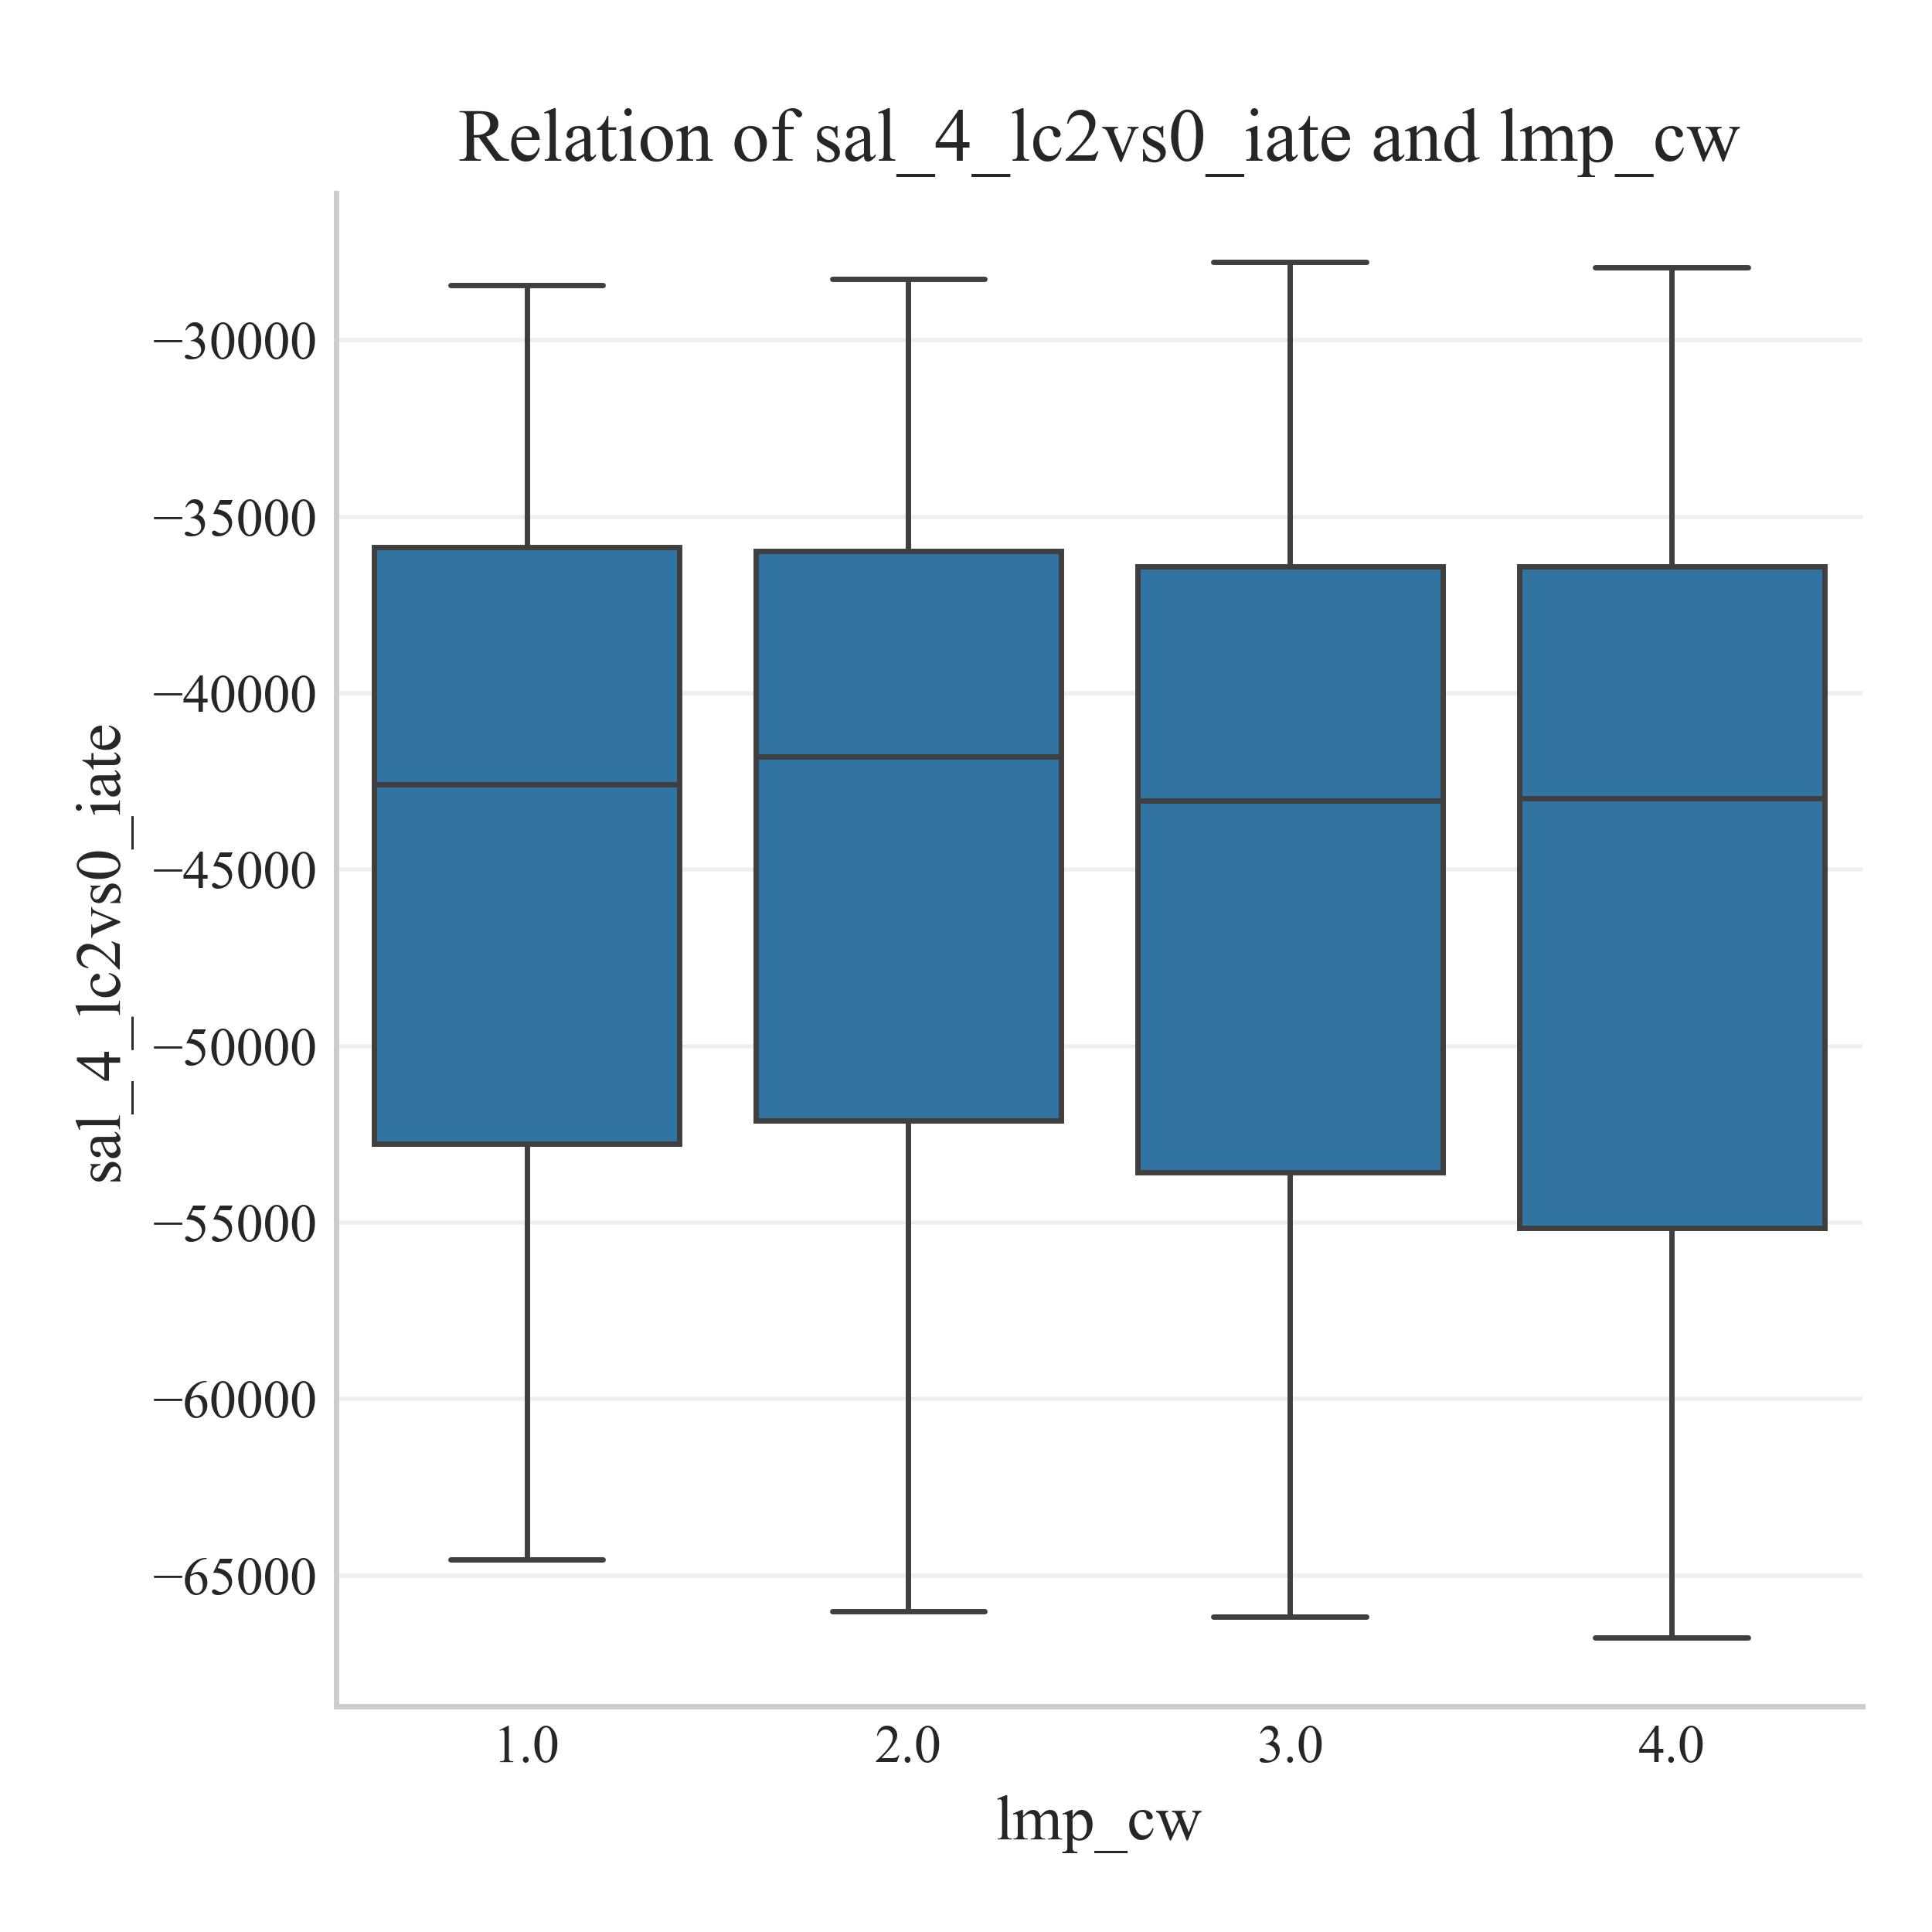 Relation of sal_4_lc2vs0_iate and lmp_cw
sal_4_lc2vs0_iate
−30000
−35000
−40000
−45000
−50000
−55000
−60000
−65000
1.0 2.0 3.0 4.0
lmp_cw